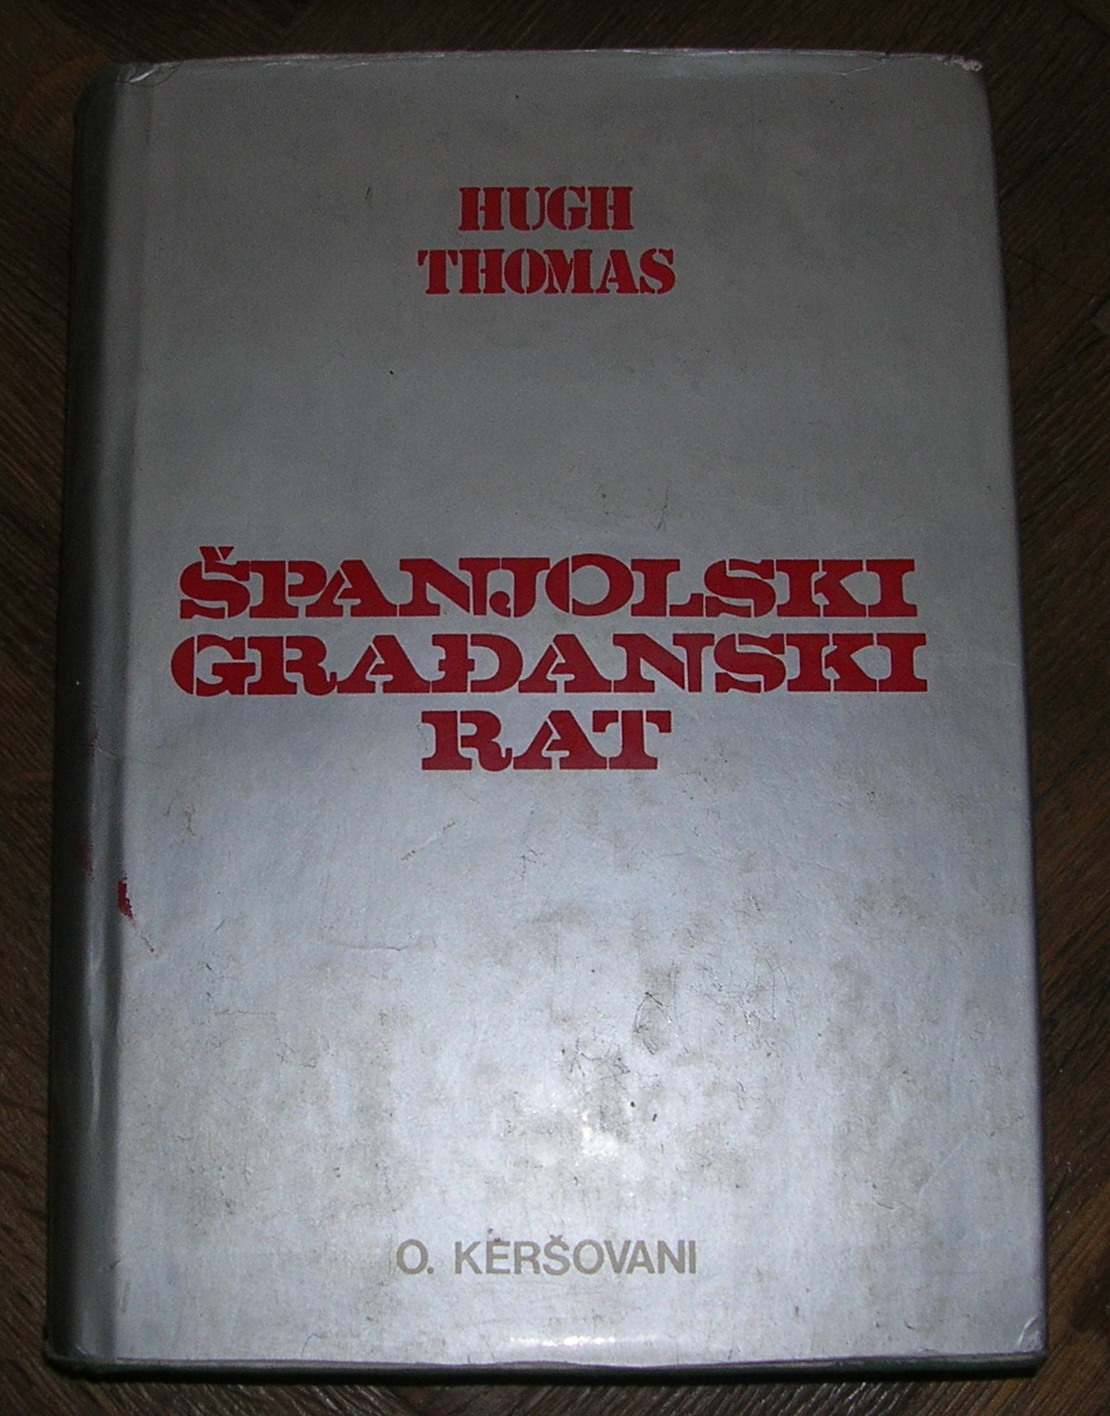 HUGH
THOMAS
ŠPANJOLSKI
GRAĐANSKI
RAT
O. KERŠOVANI